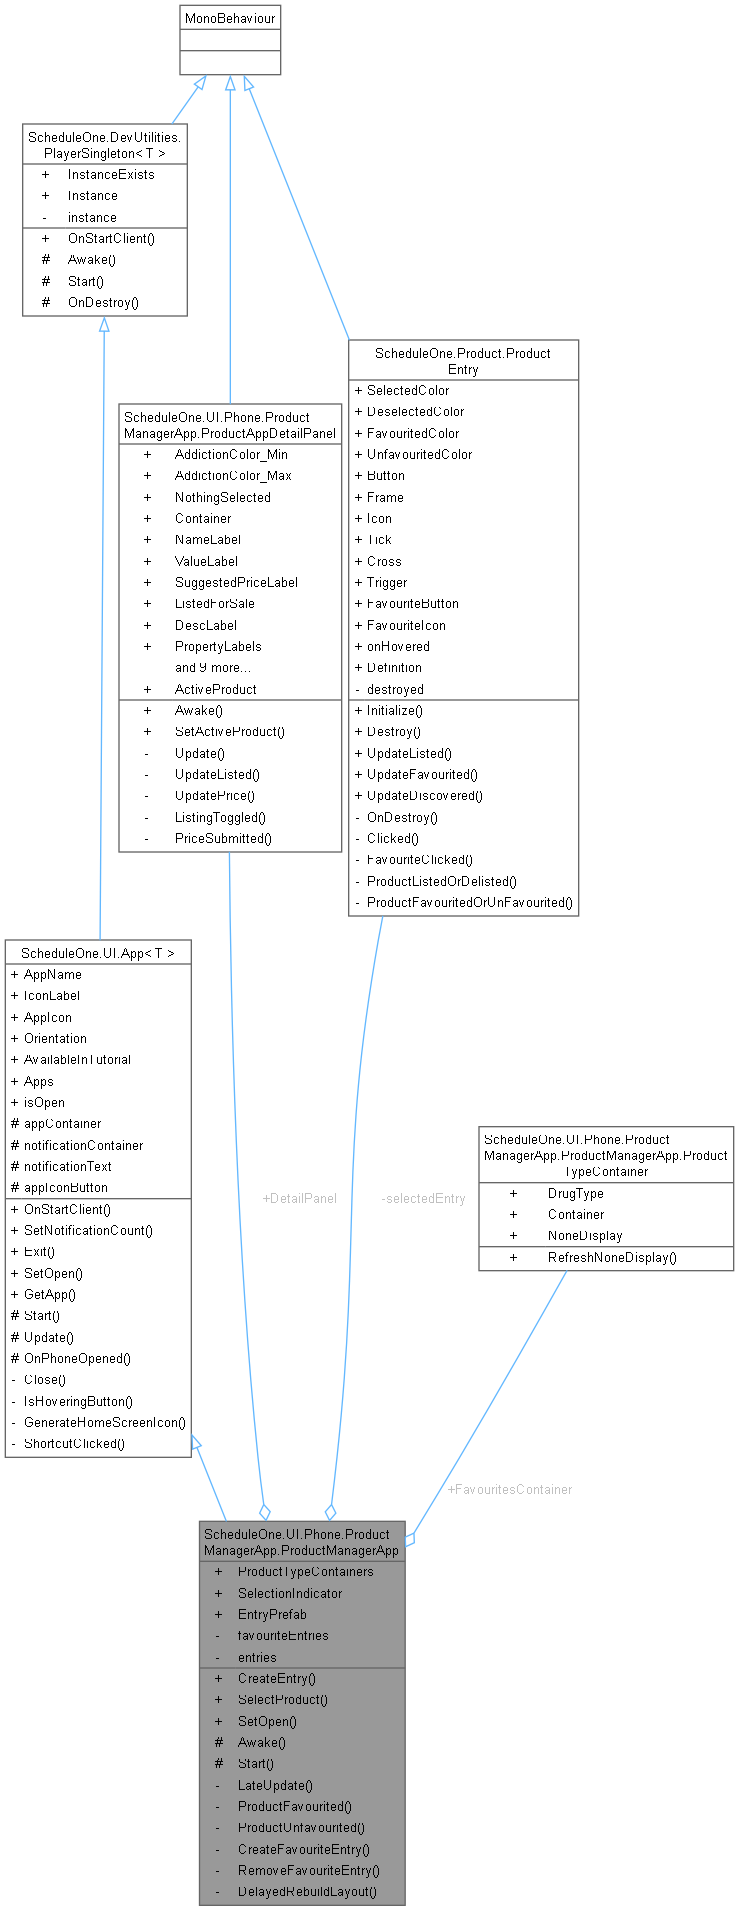 MonoBehaviour
ScheduleOne.DevUtilities.
PlayerSingleton< T >
+ InstanceExists
+ Instance
- instance
+ OnStartClient()
# Awake()
# Start()
# OnDestroy()
ScheduleOne.Product.Product
Entry
+ SelectedColor
+ DeselectedColor
+ FavouritedColor
+ UnfavouritedColor
+ Button
+ Frame
+ Icon
+ Tick
+ Cross
+ Trigger
+ FavouriteButton
+ FavouriteIcon
+ onHovered
+ Definition
- destroyed
+ Initialize()
+ Destroy()
+ UpdateListed()
+ UpdateFavourited()
+ UpdateDiscovered()
- OnDestroy()
- Clicked()
- FavouriteClicked()
- ProductListedOrDelisted()
- ProductFavouritedOrUnFavourited()
ScheduleOne.UI.Phone.Product
ManagerApp.ProductAppDetailPanel
+ AddictionColor_Min
+ AddictionColor_Max
+ NothingSelected
+ Container
+ NameLabel
+ ValueLabel
+ SuggestedPriceLabel
+ ListedForSale
+ DescLabel
+ PropertyLabels
and 9 more...
+ ActiveProduct
+ Awake()
+ SetActiveProduct()
- Update()
- UpdateListed()
- UpdatePrice()
- ListingToggled()
- PriceSubmitted()
ScheduleOne.UI.App< T >
+ AppName
+ IconLabel
+ AppIcon
+ Orientation
+ AvailableInTutorial
+ Apps
+ isOpen
# appContainer
# notificationContainer
# notificationText
# appIconButton
+ OnStartClient()
+ SetNotificationCount()
+ Exit()
+ SetOpen()
+ GetApp()
# Start()
# Update()
# OnPhoneOpened()
- Close()
- IsHoveringButton()
- GenerateHomeScreenIcon()
- ShortcutClicked()
ScheduleOne.UI.Phone.Product
ManagerApp.ProductManagerApp.Product
TypeContainer
+ DrugType
+ Container
+ NoneDisplay
+ RefreshNoneDisplay()
+DetailPanel
-selectedEntry
+FavouritesContainer
ScheduleOne.UI.Phone.Product
ManagerApp.ProductManagerApp
+ ProductTypeContainers
+ SelectionIndicator
+ EntryPrefab
- favouriteEntries
- entries
+ CreateEntry()
+ SelectProduct()
+ SetOpen()
# Awake()
# Start()
- LateUpdate()
- ProductFavourited()
- ProductUnfavourited()
- CreateFavouriteEntry()
- RemoveFavouriteEntry()
- DelayedRebuildLayout()